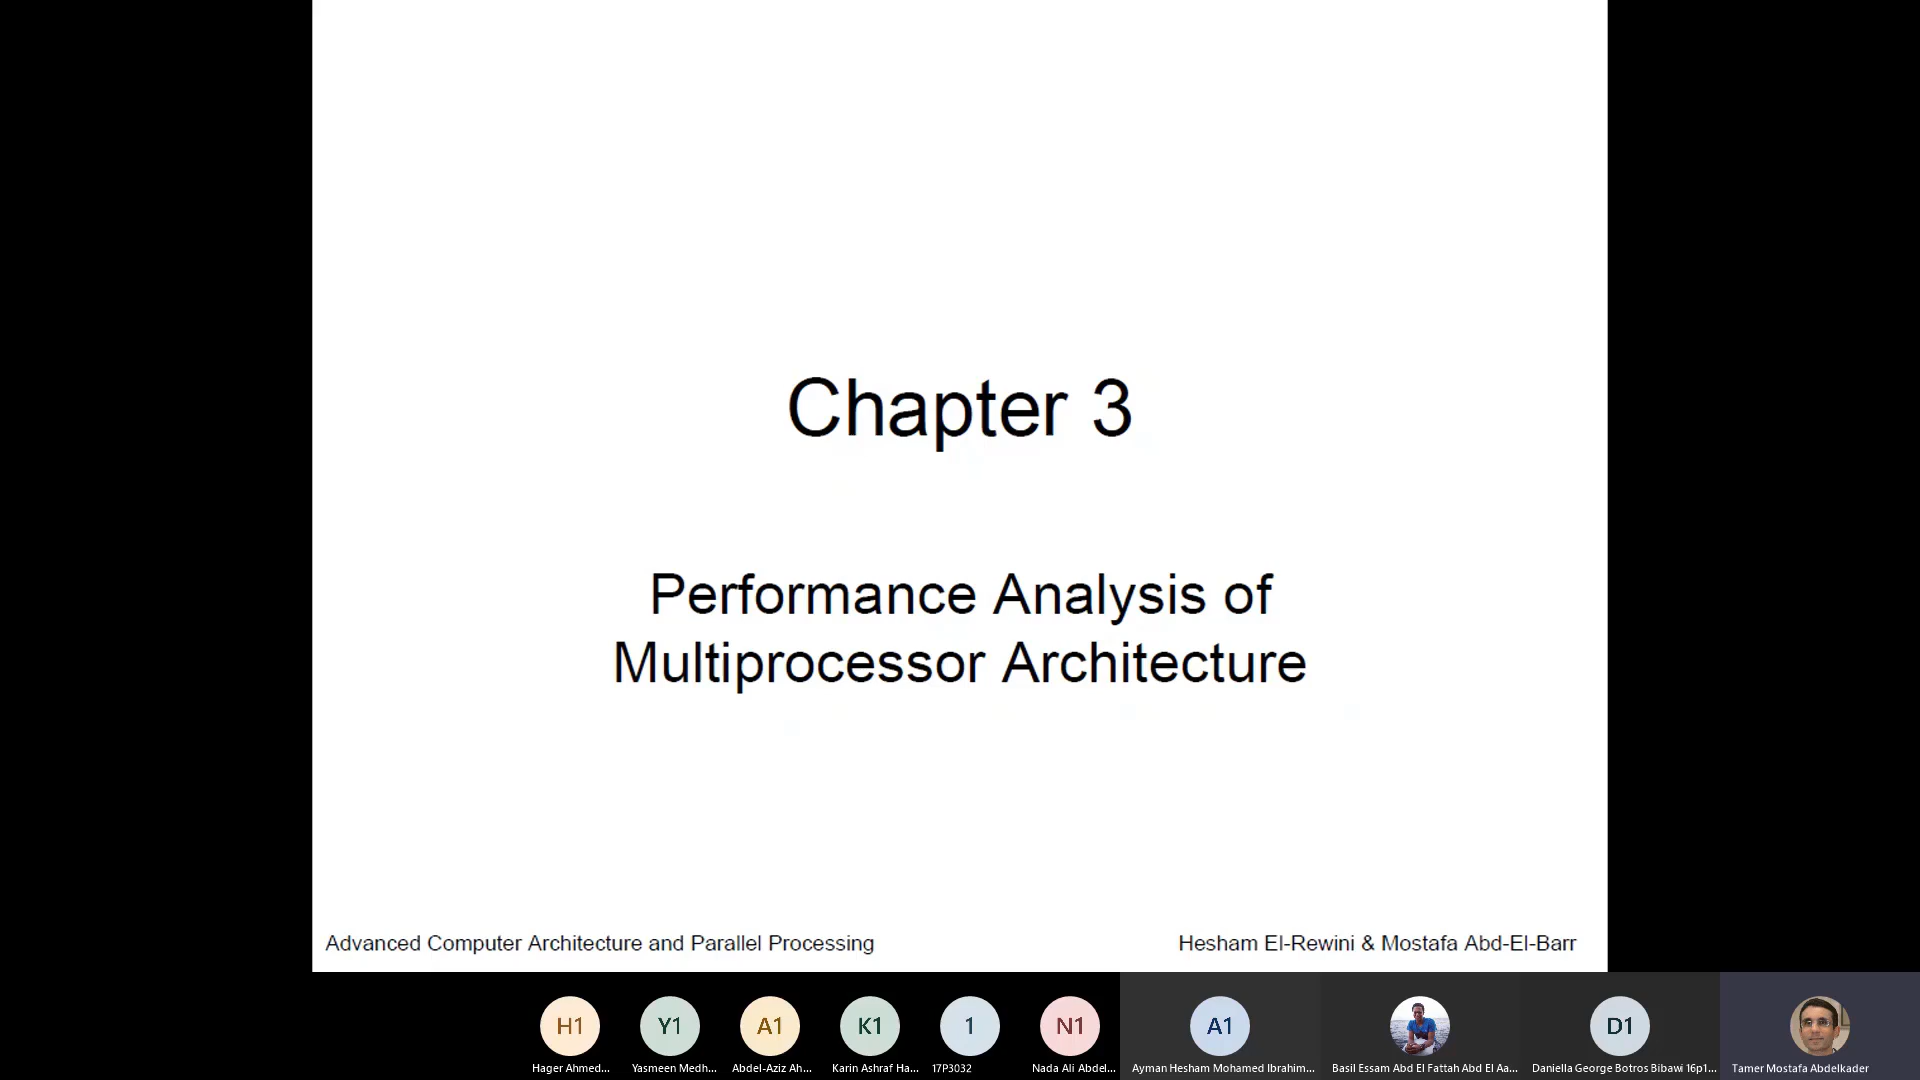 Chapter 3
Performance Analysis of
Multiprocessor Architecture
Advanced Computer Architecture and Parallel Processing
Hesham El-Rewini & Mostafa Abd-El-Barr
H1
Y1
A1
K1
1
N1
A1
D1
Hager Ahmed...
Yasmeen Medh...
Abdel-Aziz Ah...
Karin Ashraf Ha...
17P3032
Nada Ali Abdel...
Ayman Hesham Mohamed Ibrahim...
Basil Essam Abd El Fattah Abd El Aa...
Daniella George Botros Bibawi 16p1...
Tamer Mostafa Abdelkader